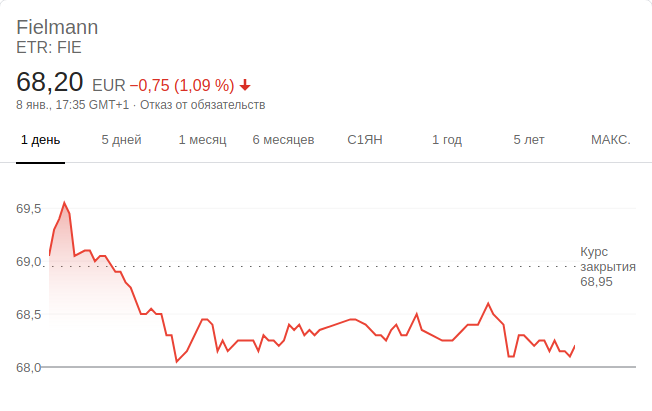 Fielmann
ETR: FIE
68,20 EUR −0,75 (1,09 %)
8 янв., 17:35 GMT+1 · Отказ от обязательств
1 день 5 дней 1 месяц 6 месяцев С1ЯН 1 год 5 лет МАКС.
69,5
69,0
68,5
68,0
Курс
закрытия
68,95